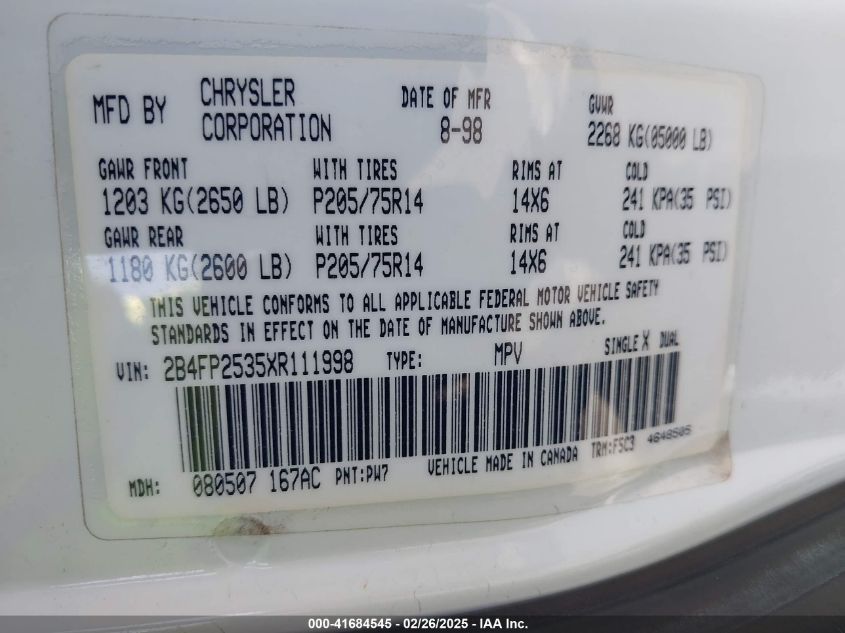 MFD BY CHRYSLER CORPORATION DATE OF MFR 8-98 GVWR 2268 KG(05000 LB)
GAWR FRONT WITH TIRES RIMS AT COLD
1203 KG(2650 LB) P205/75R14 14X6 241 KPA(35 PSI)
GAWR REAR WITH TIRES RIMS AT COLD
1180 KG(2600 LB) P205/75R14 14X6 241 KPA(35 PSI)
THIS VEHICLE CONFORMS TO ALL APPLICABLE FEDERAL MOTOR VEHICLE SAFETY
STANDARDS IN EFFECT ON THE DATE OF MANUFACTURE SHOWN ABOVE.
VIN: 2B4FP2535XR111998 TYPE: MPV SINGLE X DUAL
MDH: 080507 167AC PNT:PW7 VEHICLE MADE IN CANADA TRM:F5C3 4648505
000-41684545 - 02/26/2025 - IAA Inc.